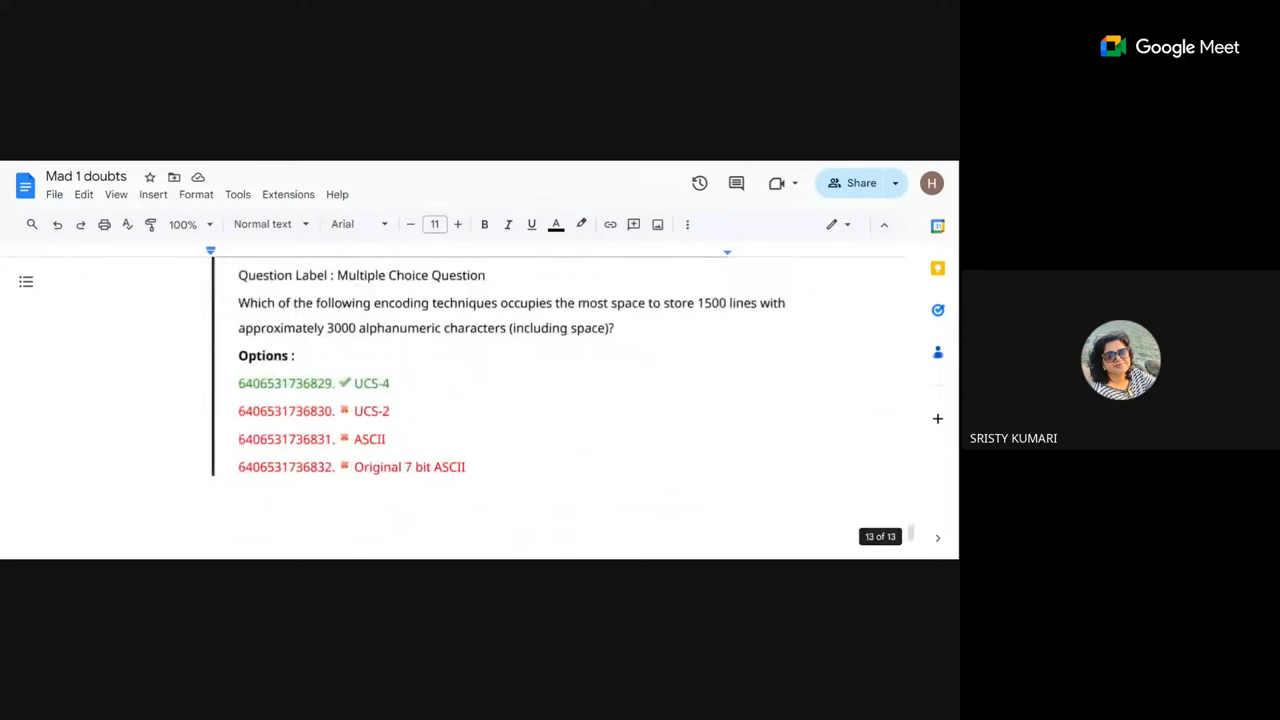 Google Meet
Mad 1 doubts
File Edit View Insert Format Tools Extensions Help
Share
H
100% Normal text Arial 11 B I U A
Question Label : Multiple Choice Question
Which of the following encoding techniques occupies the most space to store 1500 lines with
approximately 3000 alphanumeric characters (including space)?
Options :
6406531736829. UCS-4
6406531736830. UCS-2
6406531736831. ASCII
6406531736832. Original 7 bit ASCII
13 of 13
SRISTY KUMARI